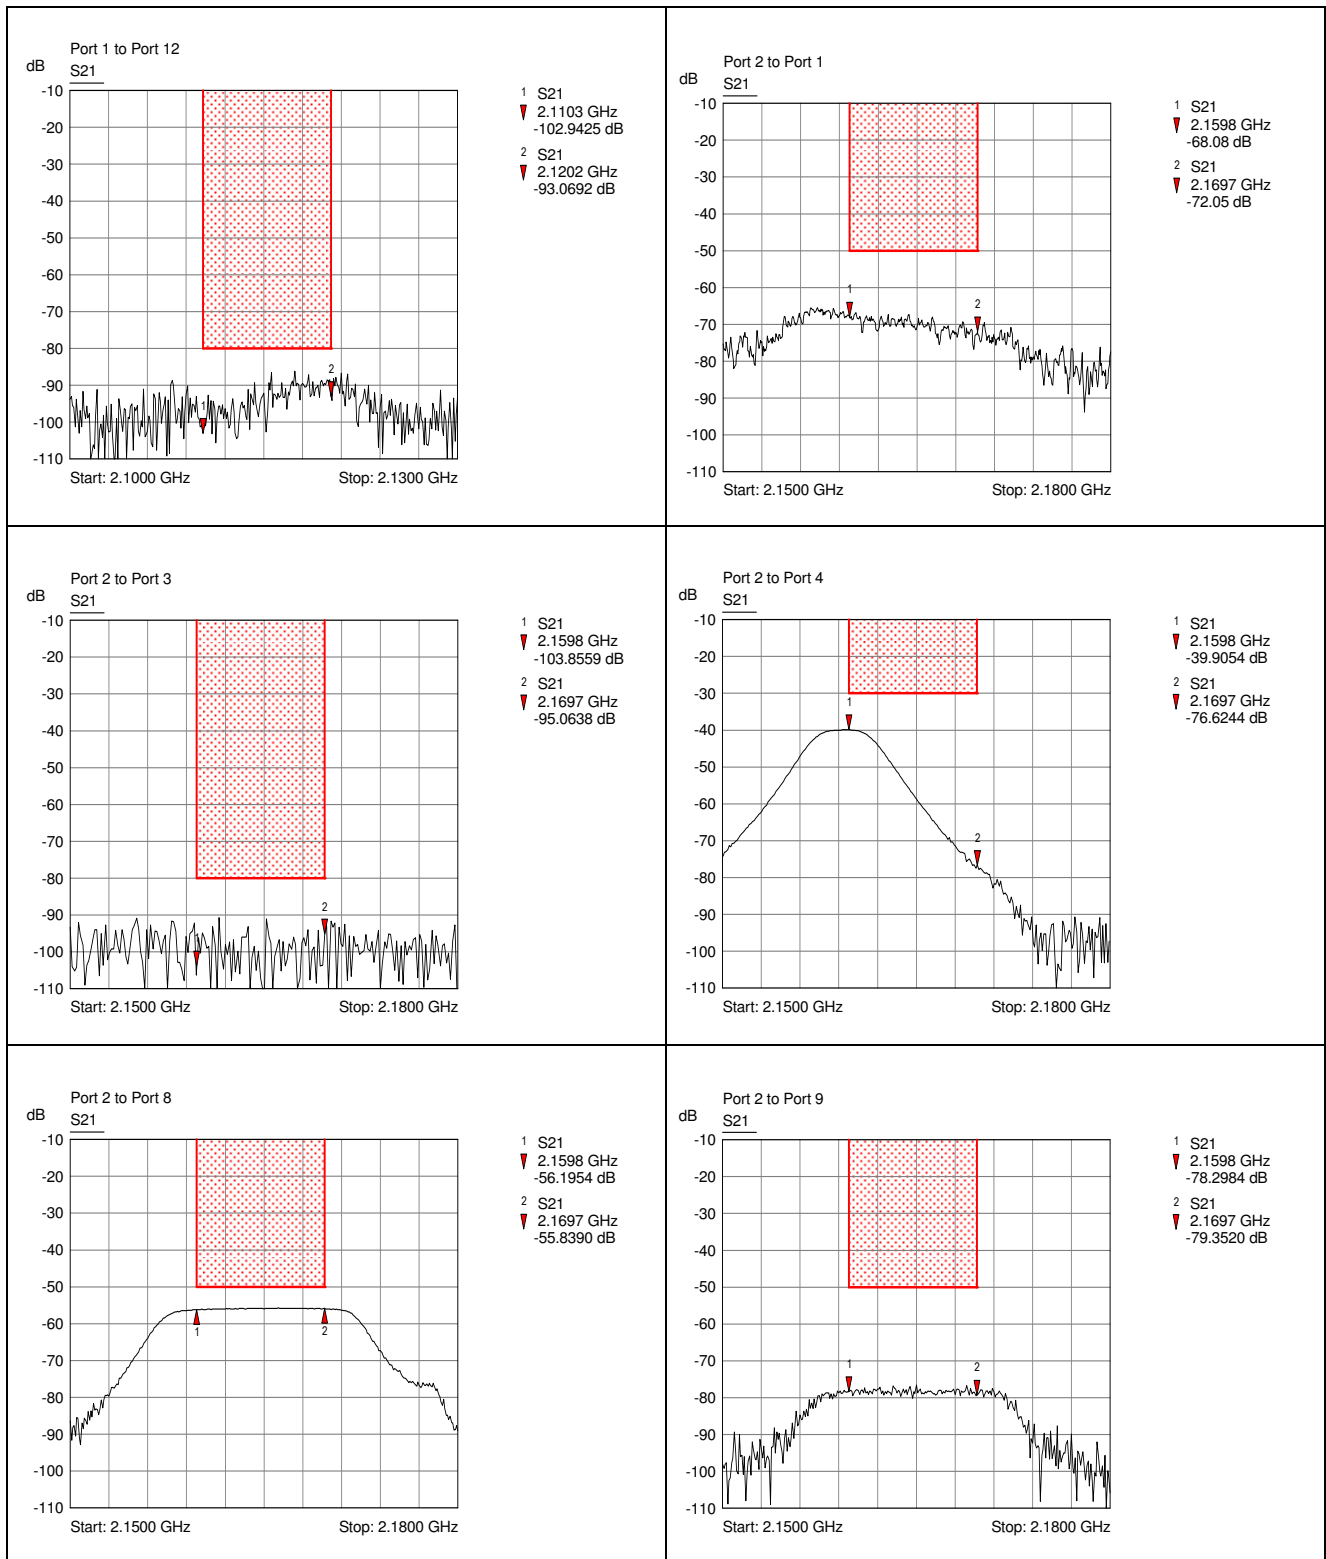 Port 1 to Port 12
dB
S21
-10
-20
-30
-40
-50
-60
-70
-80
-90
-100
-110
1
2
Start: 2.1000 GHz
Stop: 2.1300 GHz
1 S21
2.1103 GHz
-102.9425 dB
2 S21
2.1202 GHz
-93.0692 dB
Port 2 to Port 1
dB
S21
-10
-20
-30
-40
-50
-60
-70
-80
-90
-100
-110
1
2
Start: 2.1500 GHz
Stop: 2.1800 GHz
1 S21
2.1598 GHz
-68.08 dB
2 S21
2.1697 GHz
-72.05 dB
Port 2 to Port 3
dB
S21
-10
-20
-30
-40
-50
-60
-70
-80
-90
-100
-110
2
Start: 2.1500 GHz
Stop: 2.1800 GHz
1 S21
2.1598 GHz
-103.8559 dB
2 S21
2.1697 GHz
-95.0638 dB
Port 2 to Port 4
dB
S21
-10
-20
-30
-40
-50
-60
-70
-80
-90
-100
-110
1
2
Start: 2.1500 GHz
Stop: 2.1800 GHz
1 S21
2.1598 GHz
-39.9054 dB
2 S21
2.1697 GHz
-76.6244 dB
Port 2 to Port 8
dB
S21
-10
-20
-30
-40
-50
-60
-70
-80
-90
-100
-110
1
2
Start: 2.1500 GHz
Stop: 2.1800 GHz
1 S21
2.1598 GHz
-56.1954 dB
2 S21
2.1697 GHz
-55.8390 dB
Port 2 to Port 9
dB
S21
-10
-20
-30
-40
-50
-60
-70
-80
-90
-100
-110
1
2
Start: 2.1500 GHz
Stop: 2.1800 GHz
1 S21
2.1598 GHz
-78.2984 dB
2 S21
2.1697 GHz
-79.3520 dB